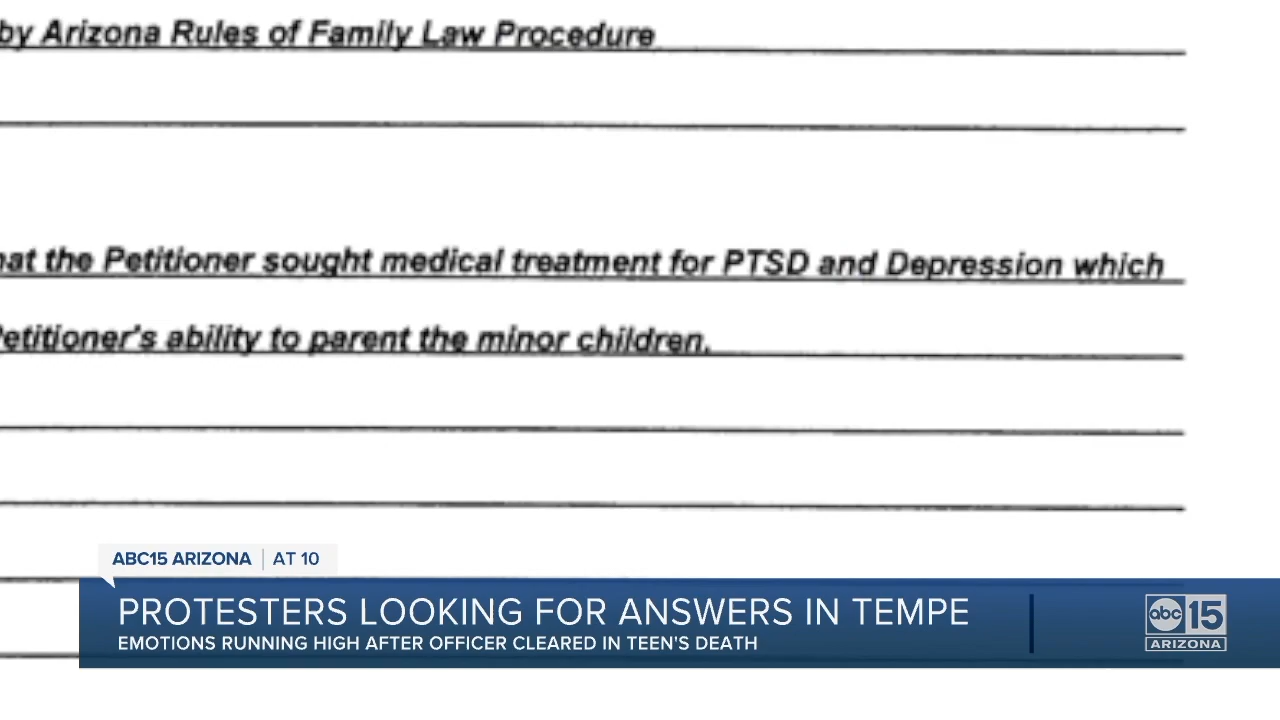 by Arizona Rules of Family Law Procedure
hat the Petitioner sought medical treatment for PTSD and Depression which
Petitioner's ability to parent the minor children.
ABC15 ARIZONA | AT 10
PROTESTERS LOOKING FOR ANSWERS IN TEMPE
EMOTIONS RUNNING HIGH AFTER OFFICER CLEARED IN TEEN'S DEATH
abc 15
ARIZONA